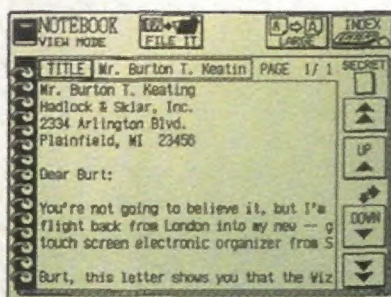 NOTEBOOK
VIEW MODE
FILE IT
A A
LARGE
INDEX
TITLE Mr. Burton T. Keatin PAGE 1/ 1
SECRET
Mr. Burton T. Keating
Hadlock & Sklar, Inc.
2334 Arlington Blvd.
Plainfield, MI 23456
UP
Dear Burt:
You're not going to believe it, but I'm
DOWN
flight back from London into my new -- g
touch screen electronic organizer from S
Burt, this letter shows you that the Wiz